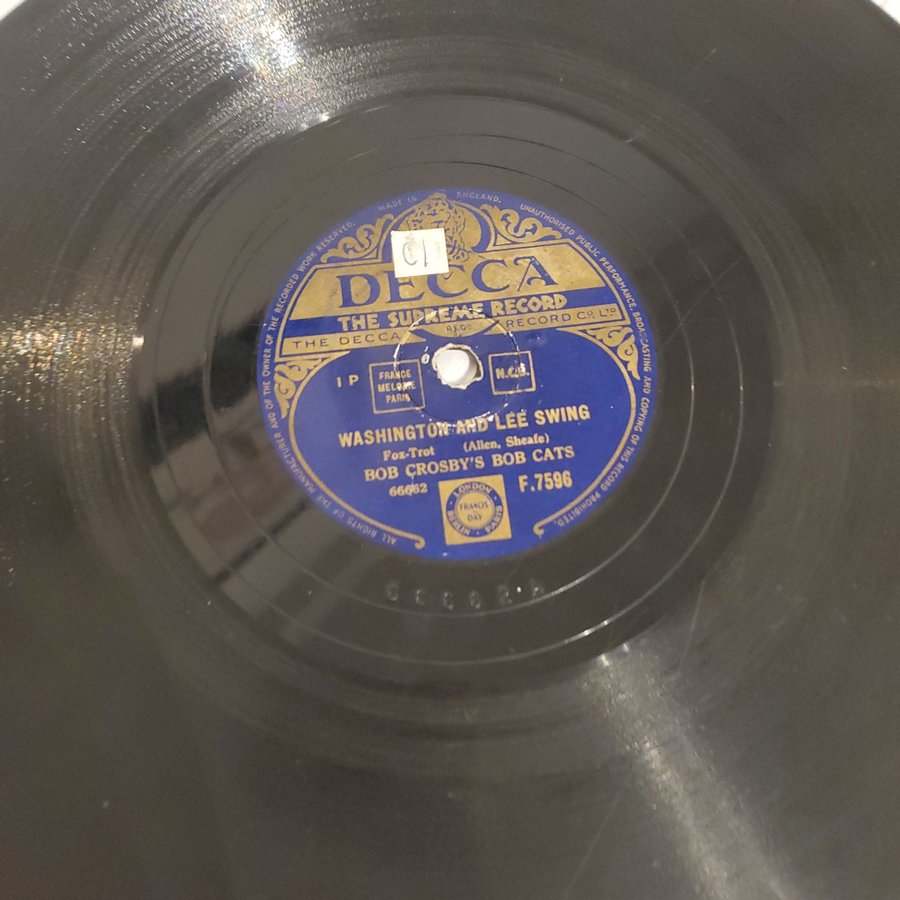 ALL RIGHTS OF THE MANUFACTURER AND OF THE OWNER OF THE RECORDED WORK RESERVED. MADE IN ENGLAND. UNAUTHORISED PUBLIC PERFORMANCE, BROADCASTING AND COPYING OF THIS RECORD PROHIBITED.
C1
DECCA
THE SUPREME RECORD
THE DECCA RECORD CO. LTD
REGD
1 P
FRANCE
MELODIE
PARIS
N.C.B.
WASHINGTON AND LEE SWING
Fox-Trot (Allen, Sheafe)
BOB CROSBY'S BOB CATS
66662 F.7596
LONDON
FRANCIS
DAY
BERLIN PARIS